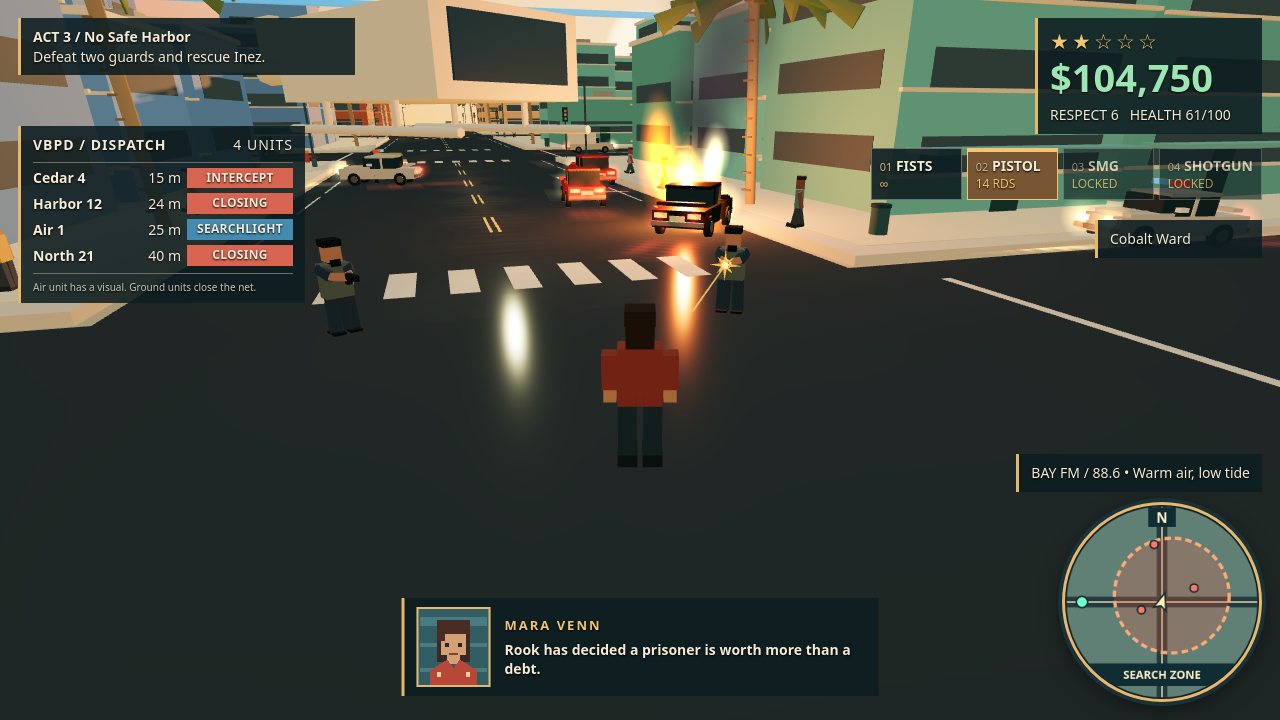 ACT 3 / No Safe Harbor
Defeat two guards and rescue Inez.
★★☆☆☆
$104,750
RESPECT 6 HEALTH 61/100
VBPD / DISPATCH 4 UNITS
Cedar 4 15 m INTERCEPT
Harbor 12 24 m CLOSING
Air 1 25 m SEARCHLIGHT
North 21 40 m CLOSING
Air unit has a visual. Ground units close the net.
01 FISTS
∞
02 PISTOL
14 RDS
03 SMG
LOCKED
04 SHOTGUN
LOCKED
Cobalt Ward
BAY FM / 88.6 • Warm air, low tide
N
SEARCH ZONE
MARA VENN
Rook has decided a prisoner is worth more than a
debt.